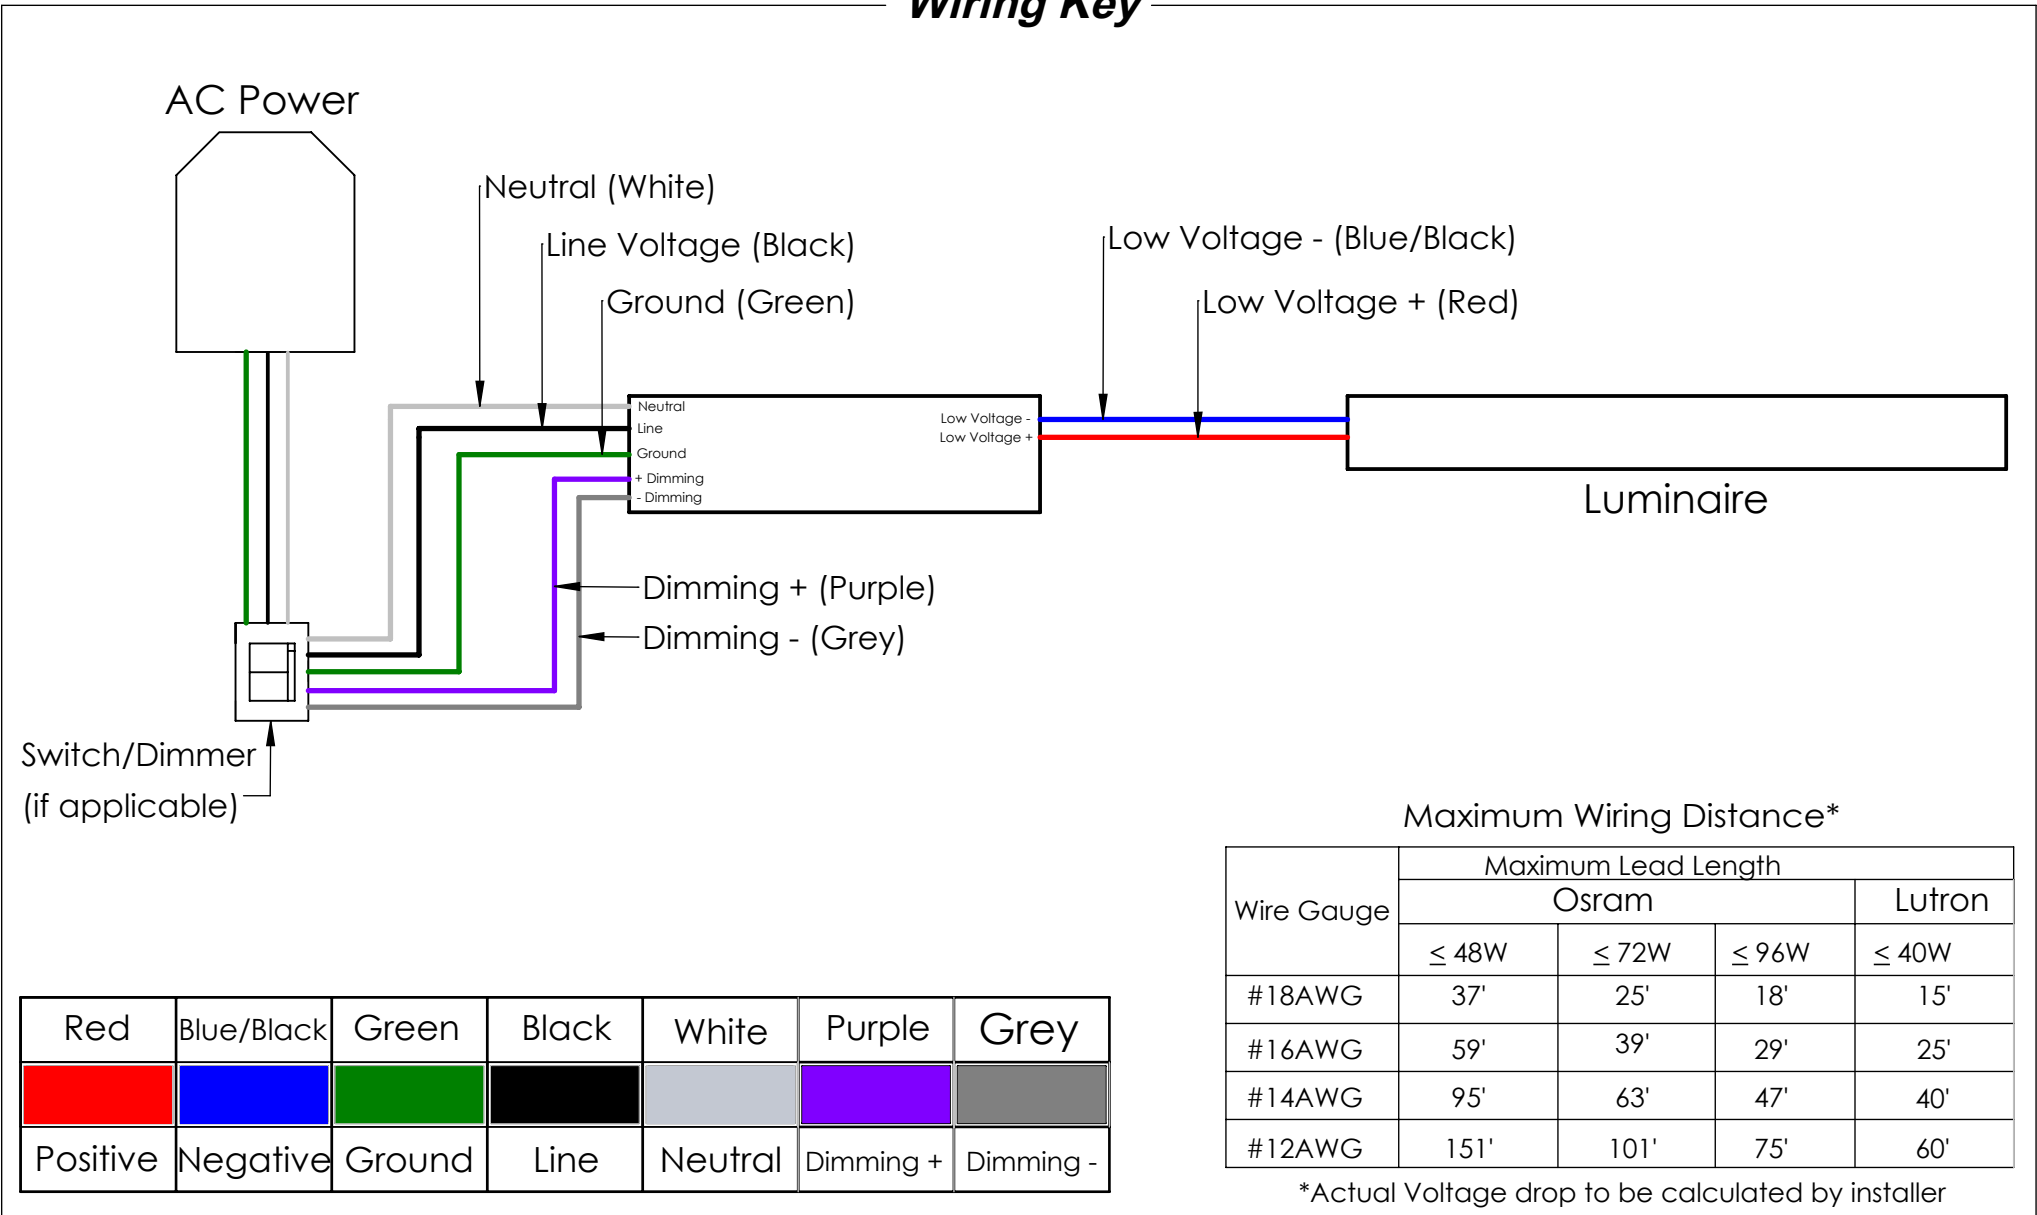 Wiring Key
AC Power
Neutral (White)
Line Voltage (Black)
Ground (Green)
Low Voltage - (Blue/Black)
Low Voltage + (Red)
Neutral
Line
Ground
+ Dimming
- Dimming
Low Voltage -
Low Voltage +
Luminaire
Dimming + (Purple)
Dimming - (Grey)
Switch/Dimmer
(if applicable)
Maximum Wiring Distance*
Wire Gauge Maximum Lead Length
Osram Lutron
≤ 48W ≤ 72W ≤ 96W ≤ 40W
#18AWG 37' 25' 18' 15'
#16AWG 59' 39' 29' 25'
#14AWG 95' 63' 47' 40'
#12AWG 151' 101' 75' 60'
*Actual Voltage drop to be calculated by installer
Red Blue/Black Green Black White Purple Grey
Positive Negative Ground Line Neutral Dimming + Dimming -